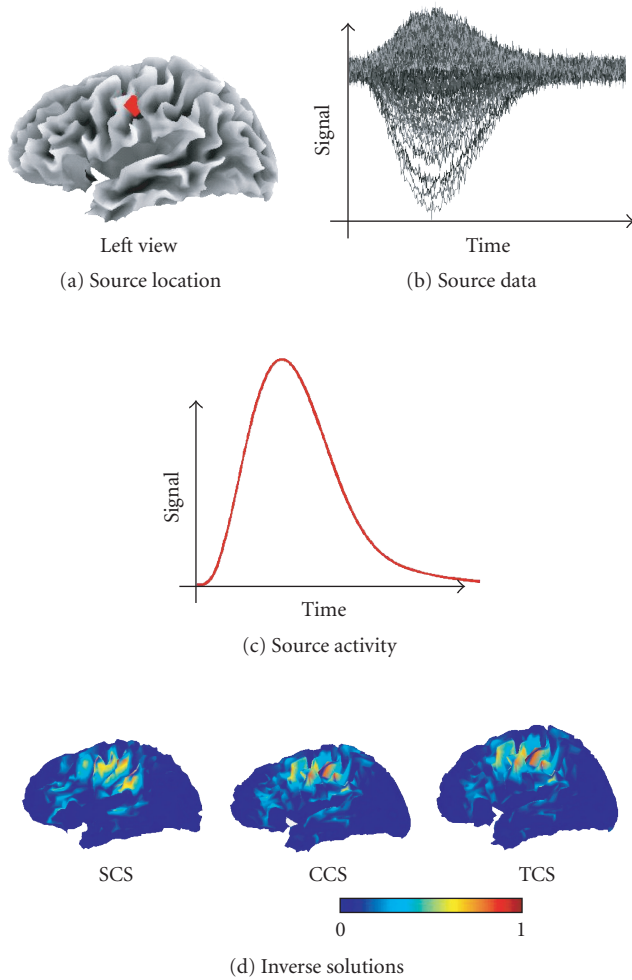 Left view
(a) Source location
Signal
Time
(b) Source data
Signal
Time
(c) Source activity
SCS
CCS
TCS
0
1
(d) Inverse solutions